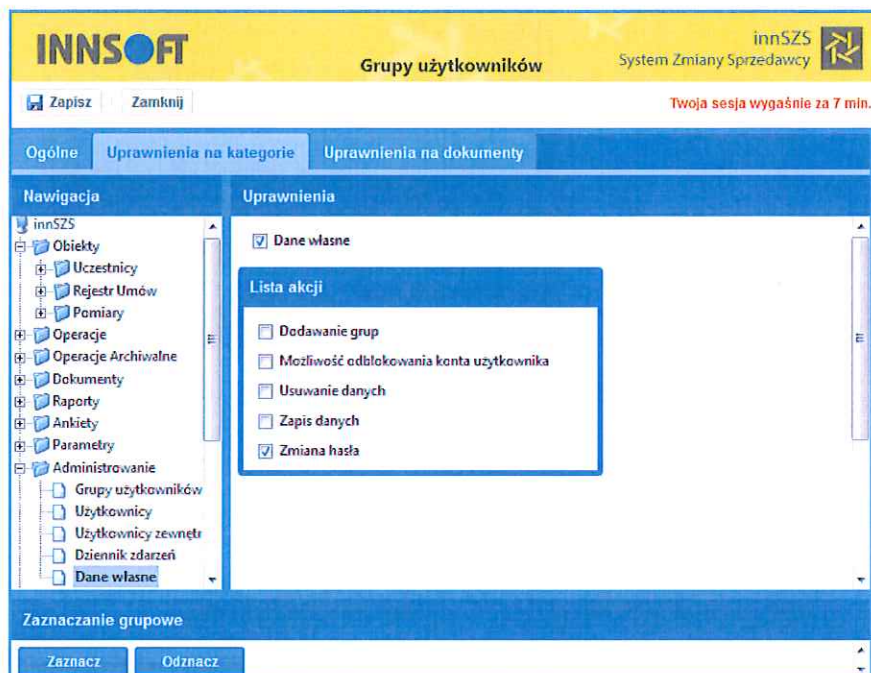 INNSOFT
Grupy użytkowników
innSZS
System Zmiany Sprzedawcy
Zapisz
Zamknij
Twoja sesja wygaśnie za 7 min.
Ogólne
Uprawnienia na kategorie
Uprawnienia na dokumenty
Nawigacja
innSZS
Obiekty
Uczestnicy
Rejestr Umów
Pomiary
Operacje
Operacje Archiwalne
Dokumenty
Raporty
Ankiety
Parametry
Administrowanie
Grupy użytkowników
Użytkownicy
Użytkownicy zewnętr
Dziennik zdarzeń
Dane własne
Uprawnienia
Dane własne
Lista akcji
Dodawanie grup
Możliwość odblokowania konta użytkownika
Usuwanie danych
Zapis danych
Zmiana hasła
Zaznaczanie grupowe
Zaznacz
Odznacz